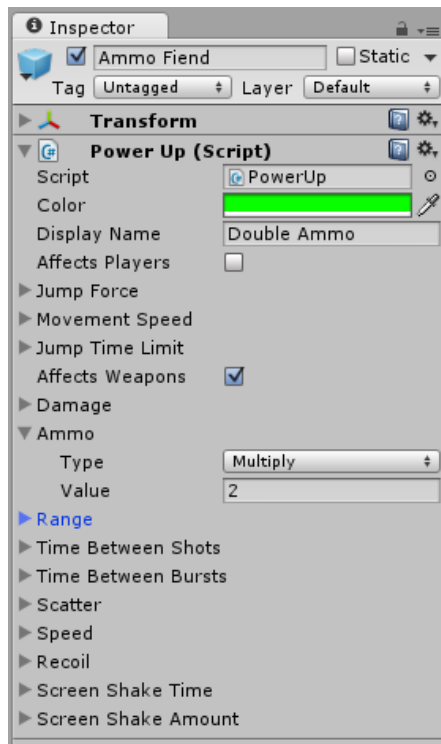 Inspector
Ammo Fiend Static
Tag Untagged Layer Default
Transform
Power Up (Script)
Script PowerUp
Color
Display Name Double Ammo
Affects Players
Jump Force
Movement Speed
Jump Time Limit
Affects Weapons
Damage
Ammo
Type Multiply
Value 2
Range
Time Between Shots
Time Between Bursts
Scatter
Speed
Recoil
Screen Shake Time
Screen Shake Amount